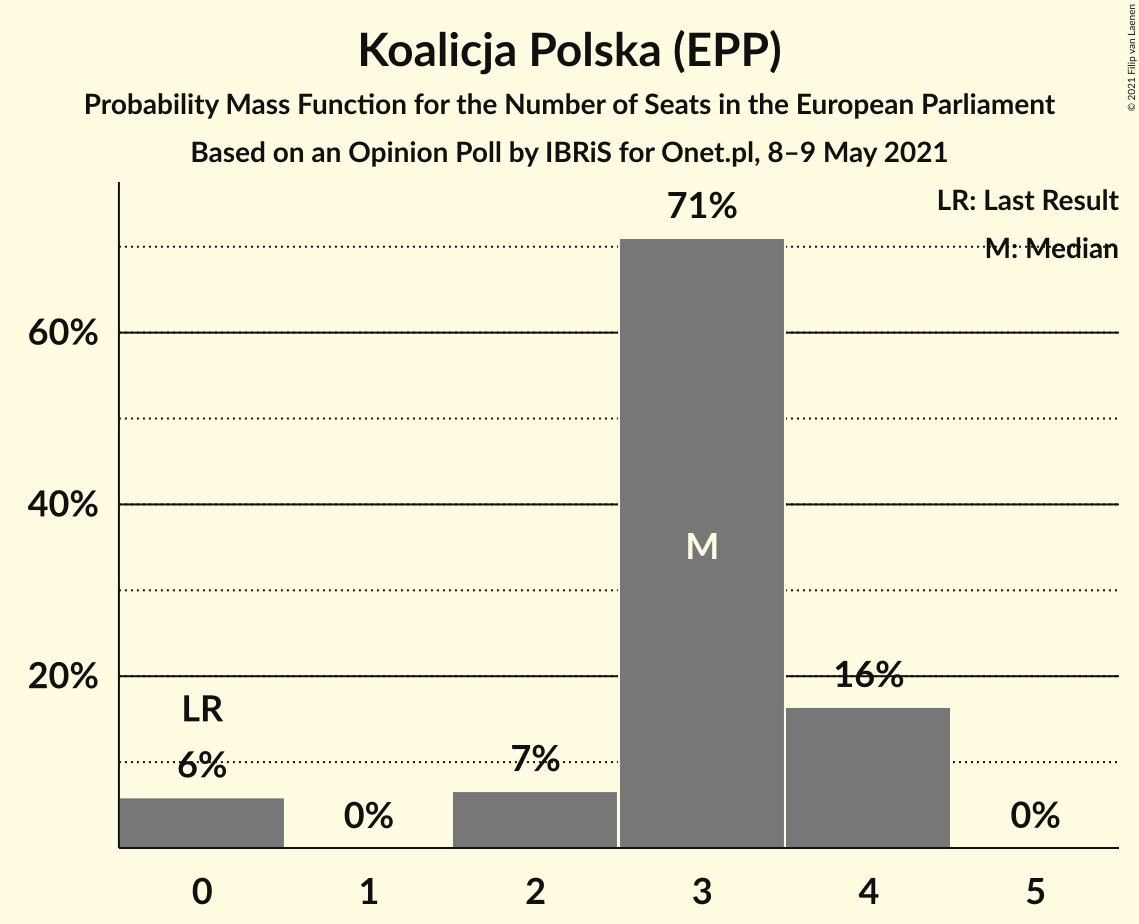 Koalicja Polska (EPP)
Probability Mass Function for the Number of Seats in the European Parliament
Based on an Opinion Poll by IBRiS for Onet.pl, 8–9 May 2021
© 2021 Filip van Laenen
LR: Last Result
M: Median
71%
60%
40%
20%
M
16%
LR
6%
0%
7%
0%
0 1 2 3 4 5